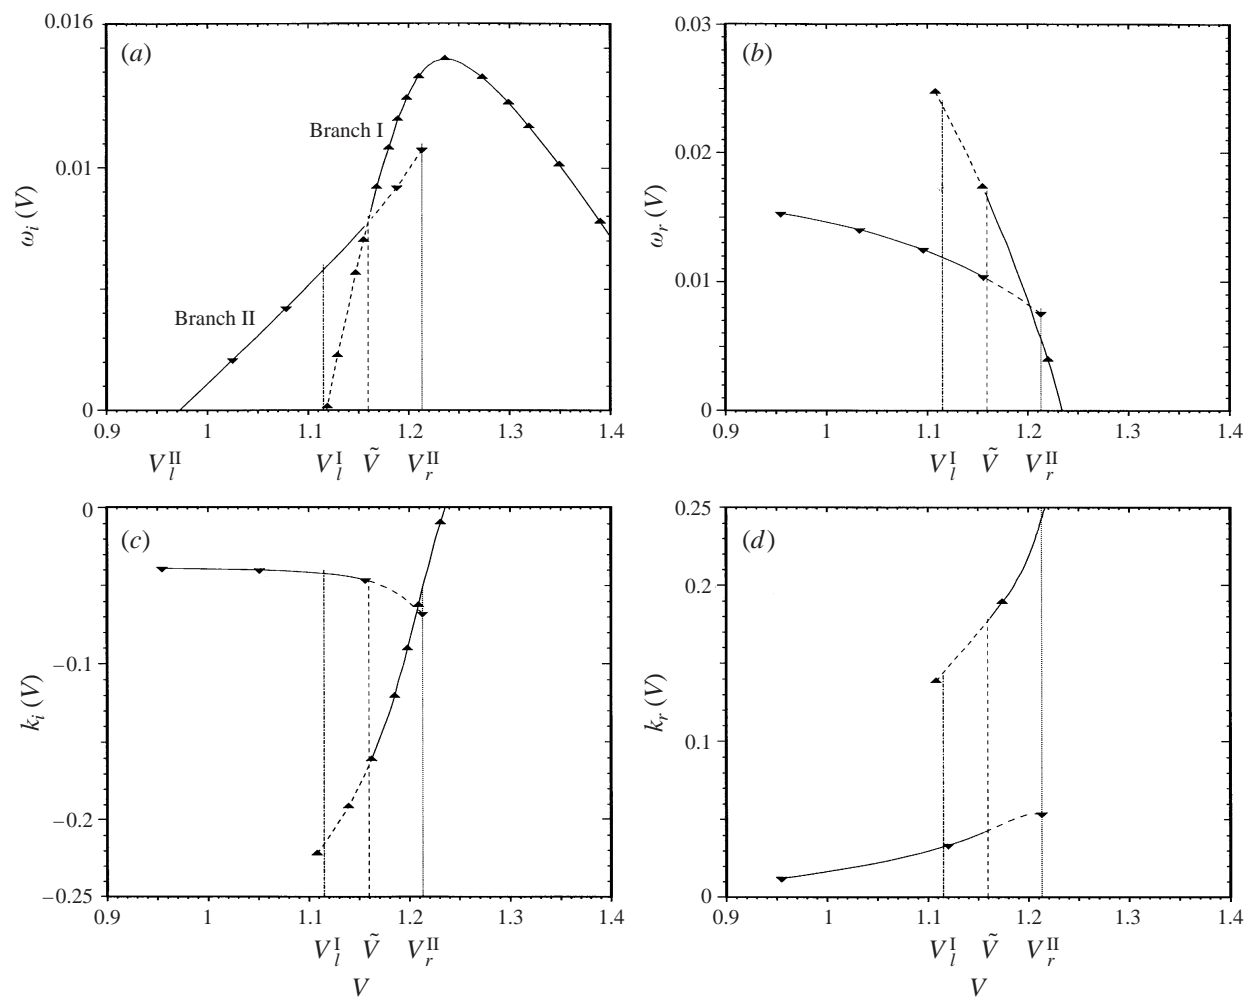 (a)
0.016
0.01
0
ω_i (V)
Branch I
Branch II
0.9 1 1.1 1.2 1.3 1.4
V_l^II V_l^I Ṽ V_r^II
(b)
0.03
0.02
0.01
0
ω_r (V)
0.9 1 1.1 1.2 1.3 1.4
V_l^I Ṽ V_r^II
(c)
0
−0.1
−0.2
−0.25
k_i (V)
0.9 1 1.1 1.2 1.3 1.4
V_l^I Ṽ V_r^II
V
(d)
0.25
0.2
0.1
0
k_r (V)
0.9 1 1.1 1.2 1.3 1.4
V_l^I Ṽ V_r^II
V